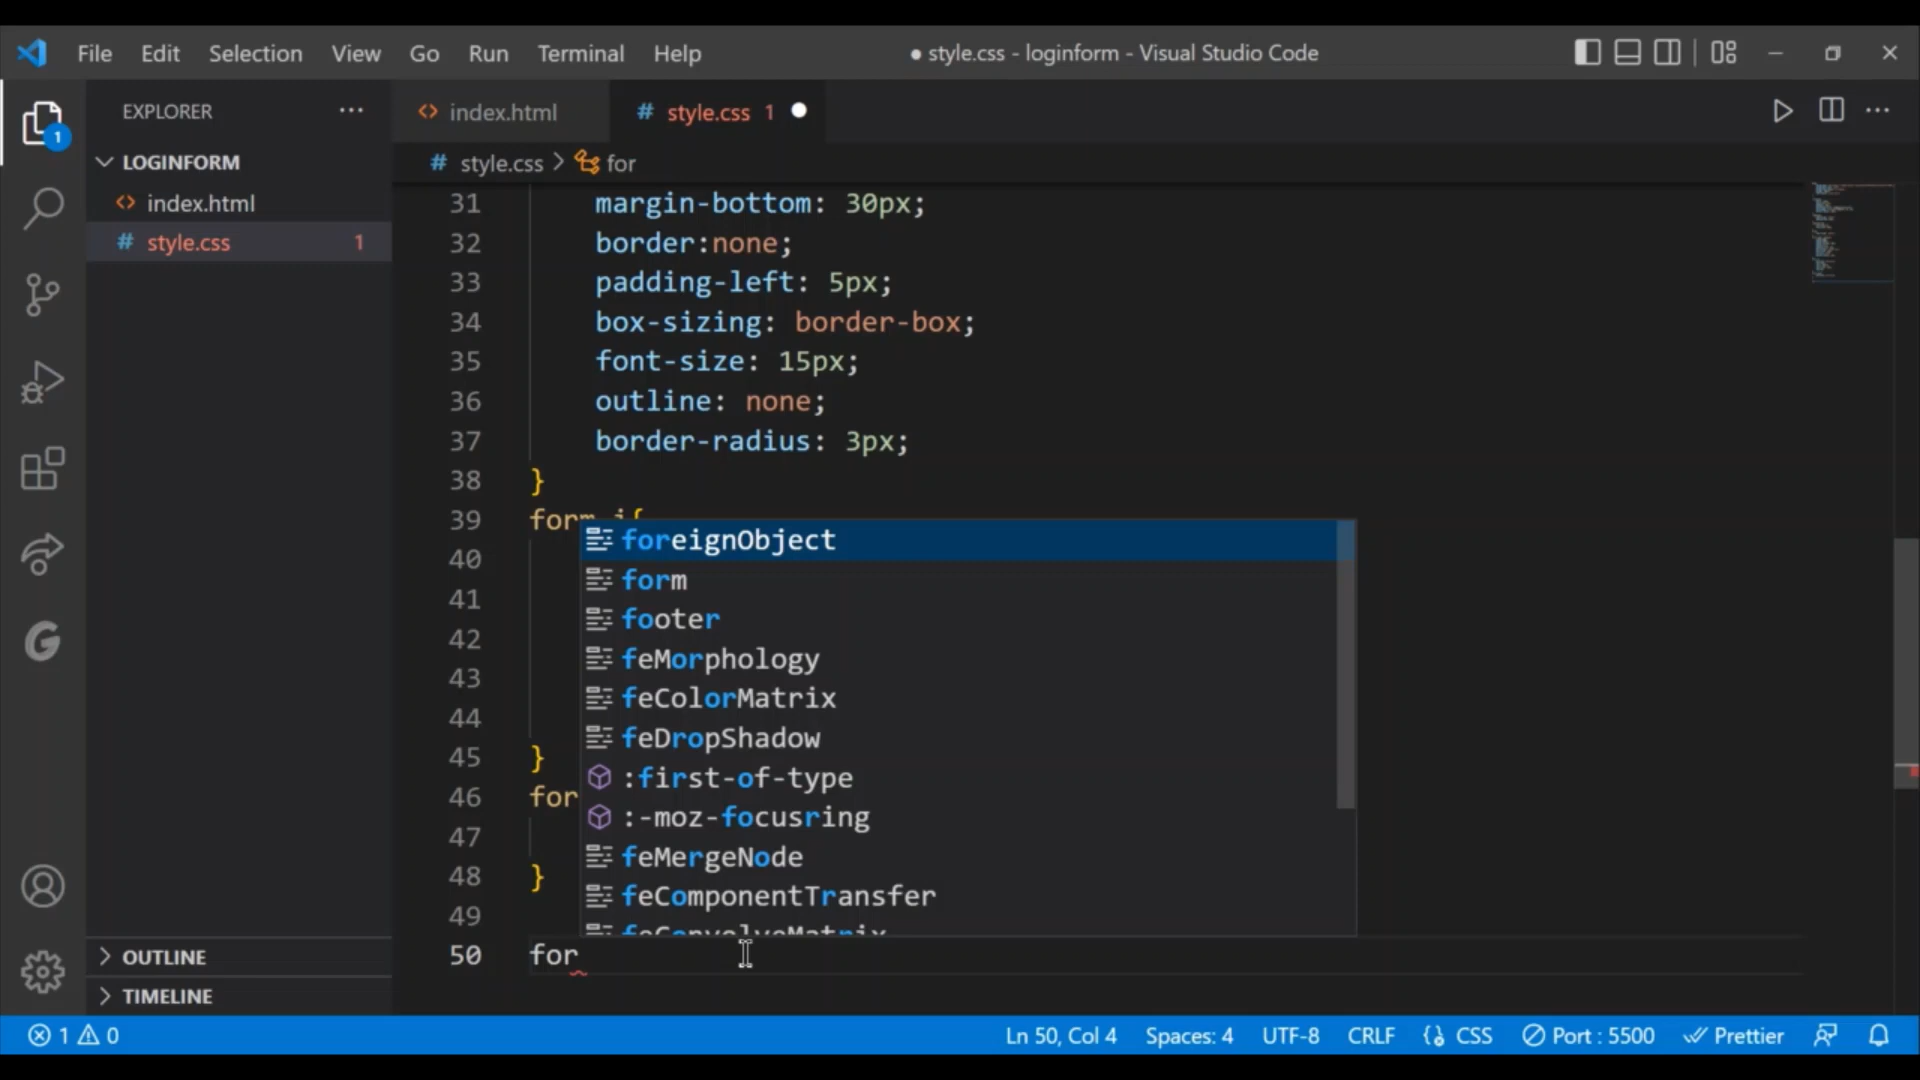 File Edit Selection View Go Run Terminal Help ● style.css - loginform - Visual Studio Code
EXPLORER ···
index.html
# style.css 1
1
LOGINFORM
# style.css > for
index.html
# style.css 1
31 margin-bottom: 30px;
32 border:none;
33 padding-left: 5px;
34 box-sizing: border-box;
35 font-size: 15px;
36 outline: none;
37 border-radius: 3px;
38 }
39 form i{
foreignObject
40
form
41
footer
42
feMorphology
43
feColorMatrix
44
feDropShadow
45 }
:first-of-type
46 for
:-moz-focusring
47
feMergeNode
48 }
feComponentTransfer
49
feConvolveMatrix
50 for
OUTLINE
TIMELINE
1 0 Ln 50, Col 4 Spaces: 4 UTF-8 CRLF {} CSS Port : 5500 Prettier